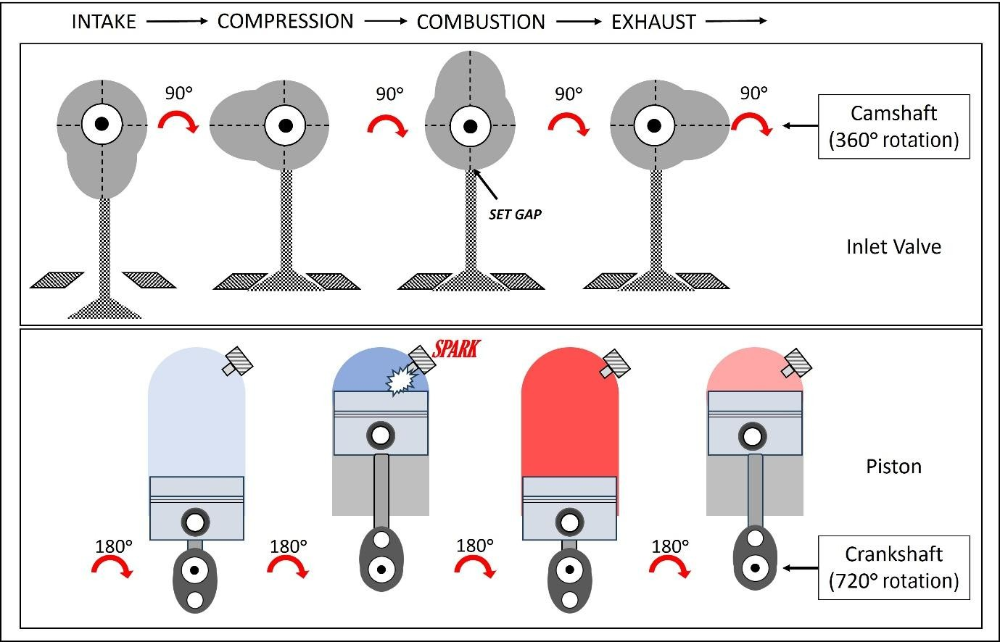 INTAKE COMPRESSION COMBUSTION EXHAUST
90° 90° 90° 90°
Camshaft
(360° rotation)
SET GAP
Inlet Valve
SPARK
Piston
180° 180° 180° 180°
Crankshaft
(720° rotation)